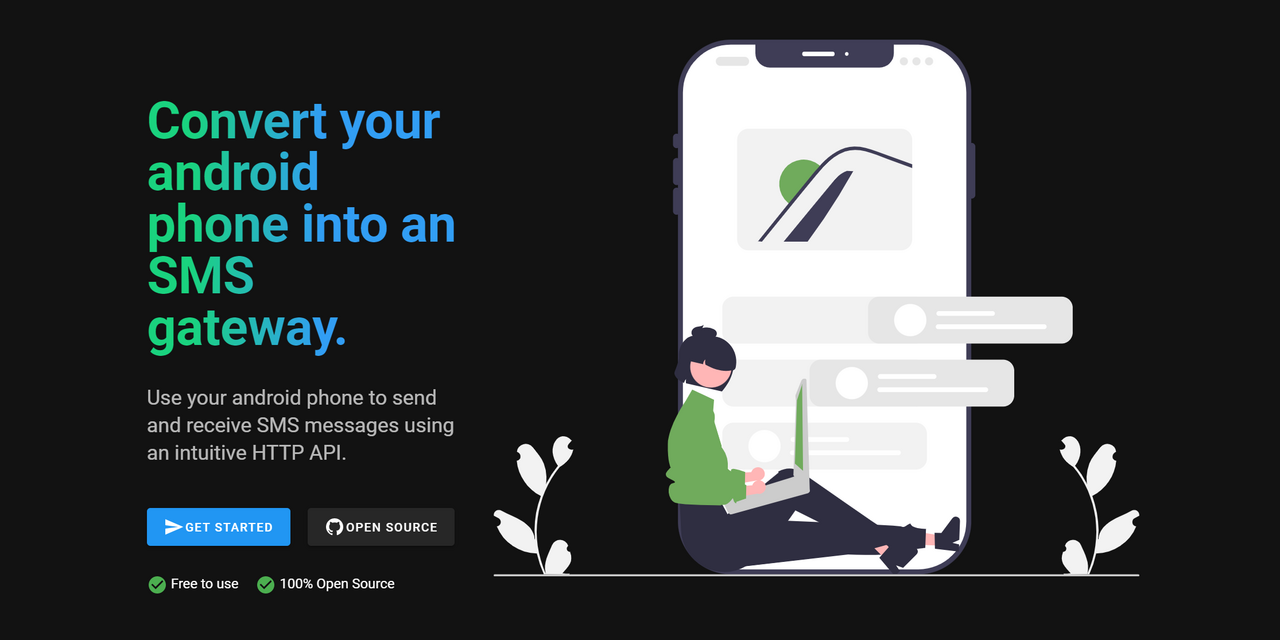 Convert your
android
phone into an
SMS
gateway.
Use your android phone to send
and receive SMS messages using
an intuitive HTTP API.
GET STARTED
OPEN SOURCE
Free to use
100% Open Source